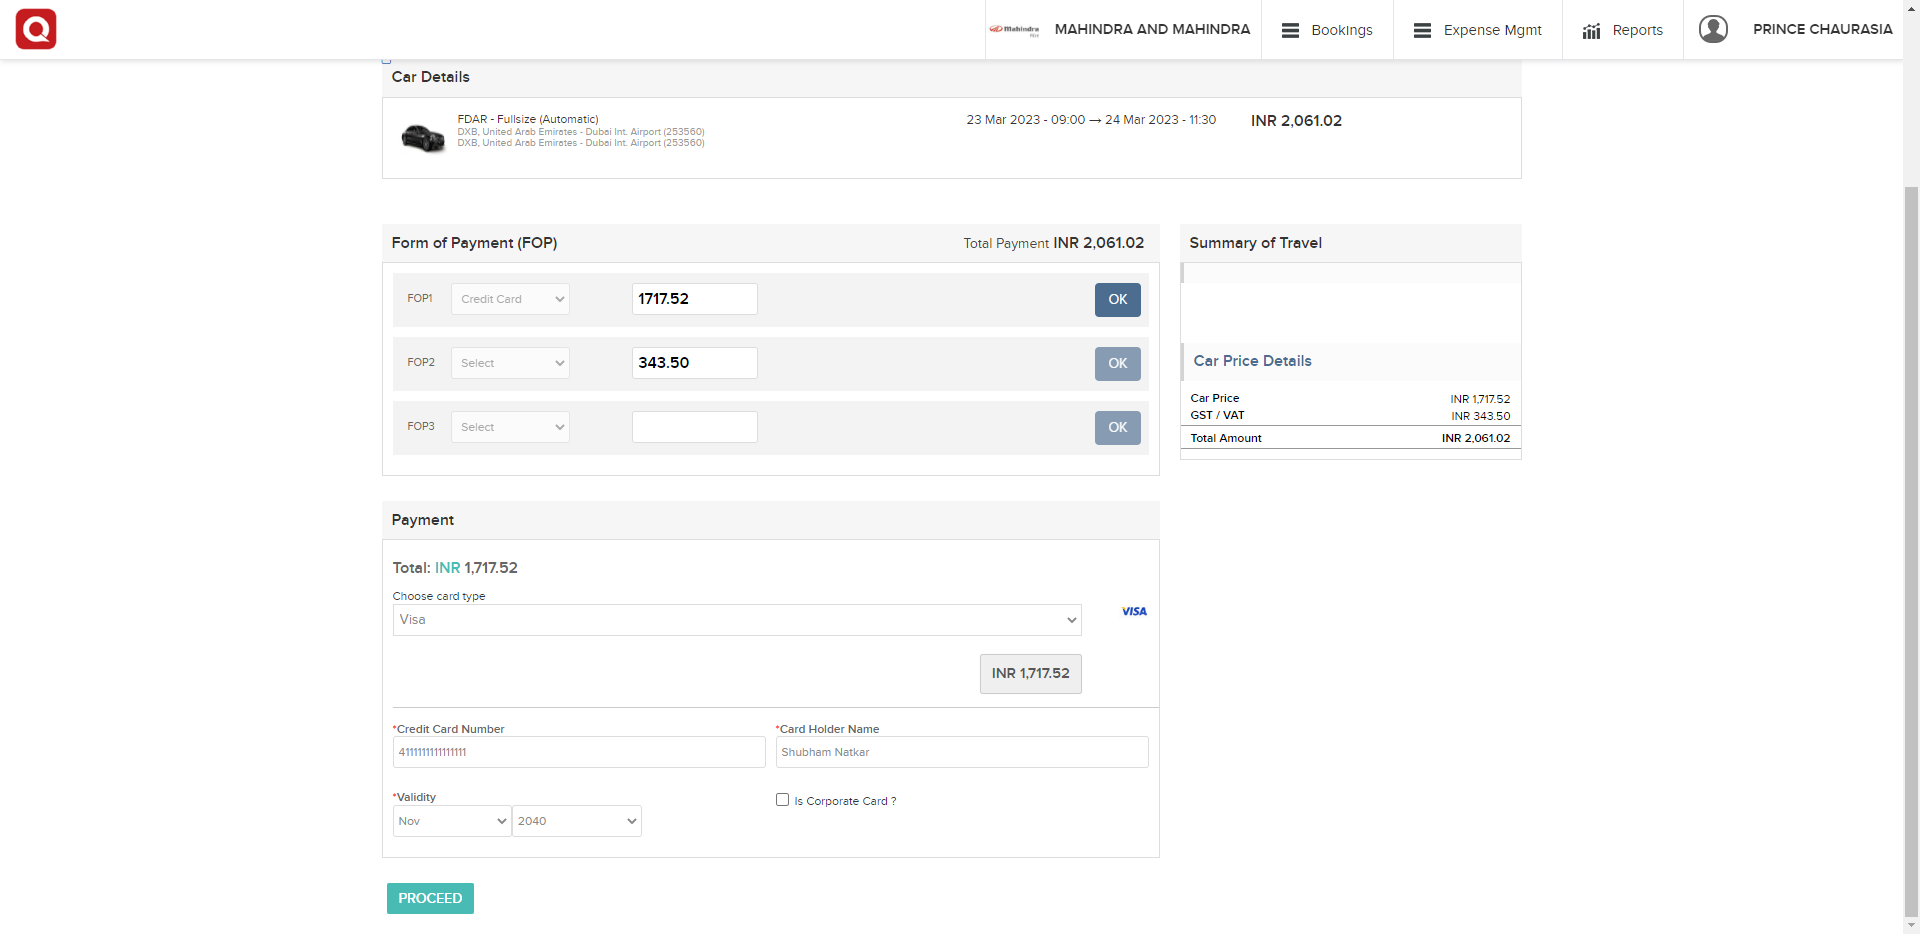 Q
Mahindra
MAHINDRA AND MAHINDRA
Bookings
Expense Mgmt
Reports
PRINCE CHAURASIA
Car Details
FDAR - Fullsize (Automatic)
DXB, United Arab Emirates - Dubai Int. Airport (253560)
DXB, United Arab Emirates - Dubai Int. Airport (253560)
23 Mar 2023 - 09:00 → 24 Mar 2023 - 11:30
INR 2,061.02
Form of Payment (FOP)
Total Payment INR 2,061.02
FOP1
Credit Card
1717.52
OK
FOP2
Select
343.50
OK
FOP3
Select
OK
Summary of Travel
Car Price Details
Car Price INR 1,717.52
GST / VAT INR 343.50
Total Amount INR 2,061.02
Payment
Total: INR 1,717.52
Choose card type
Visa
VISA
INR 1,717.52
*Credit Card Number
4111111111111111
*Card Holder Name
Shubham Natkar
*Validity
Nov
2040
Is Corporate Card ?
PROCEED